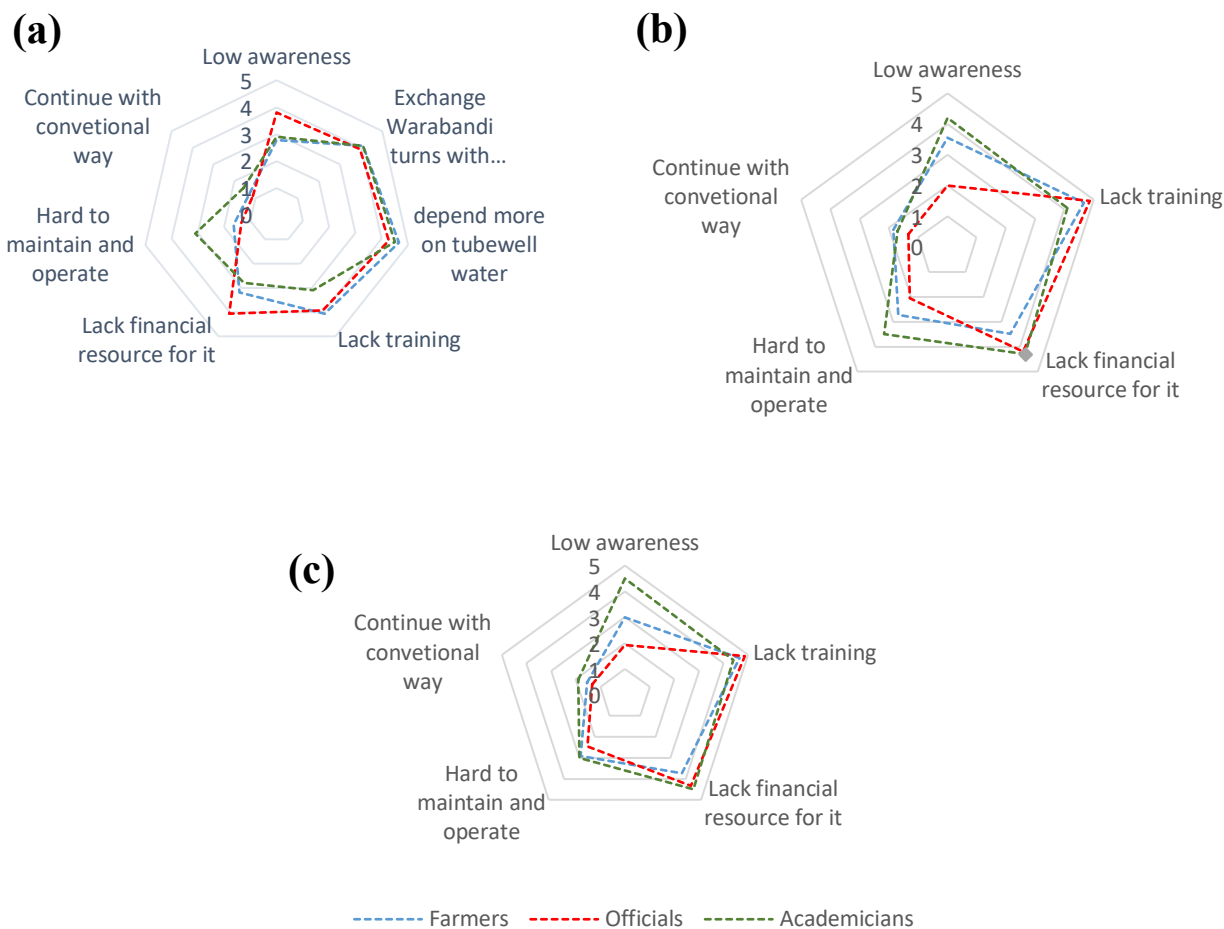 (a)
Low awareness
5
4
3
2
1
0
Exchange
Warabandi
turns with...
depend more
on tubewell
water
Lack training
Lack financial
resource for it
Hard to
maintain and
operate
Continue with
convetional
way
(b)
Low awareness
5
4
3
2
1
0
Lack training
Lack financial
resource for it
Hard to
maintain and
operate
Continue with convetional
way
(c)
Low awareness
5
4
3
2
1
0
Lack training
Lack financial
resource for it
Hard to
maintain and
operate
Continue with
convetional
way
Farmers
Officials
Academicians